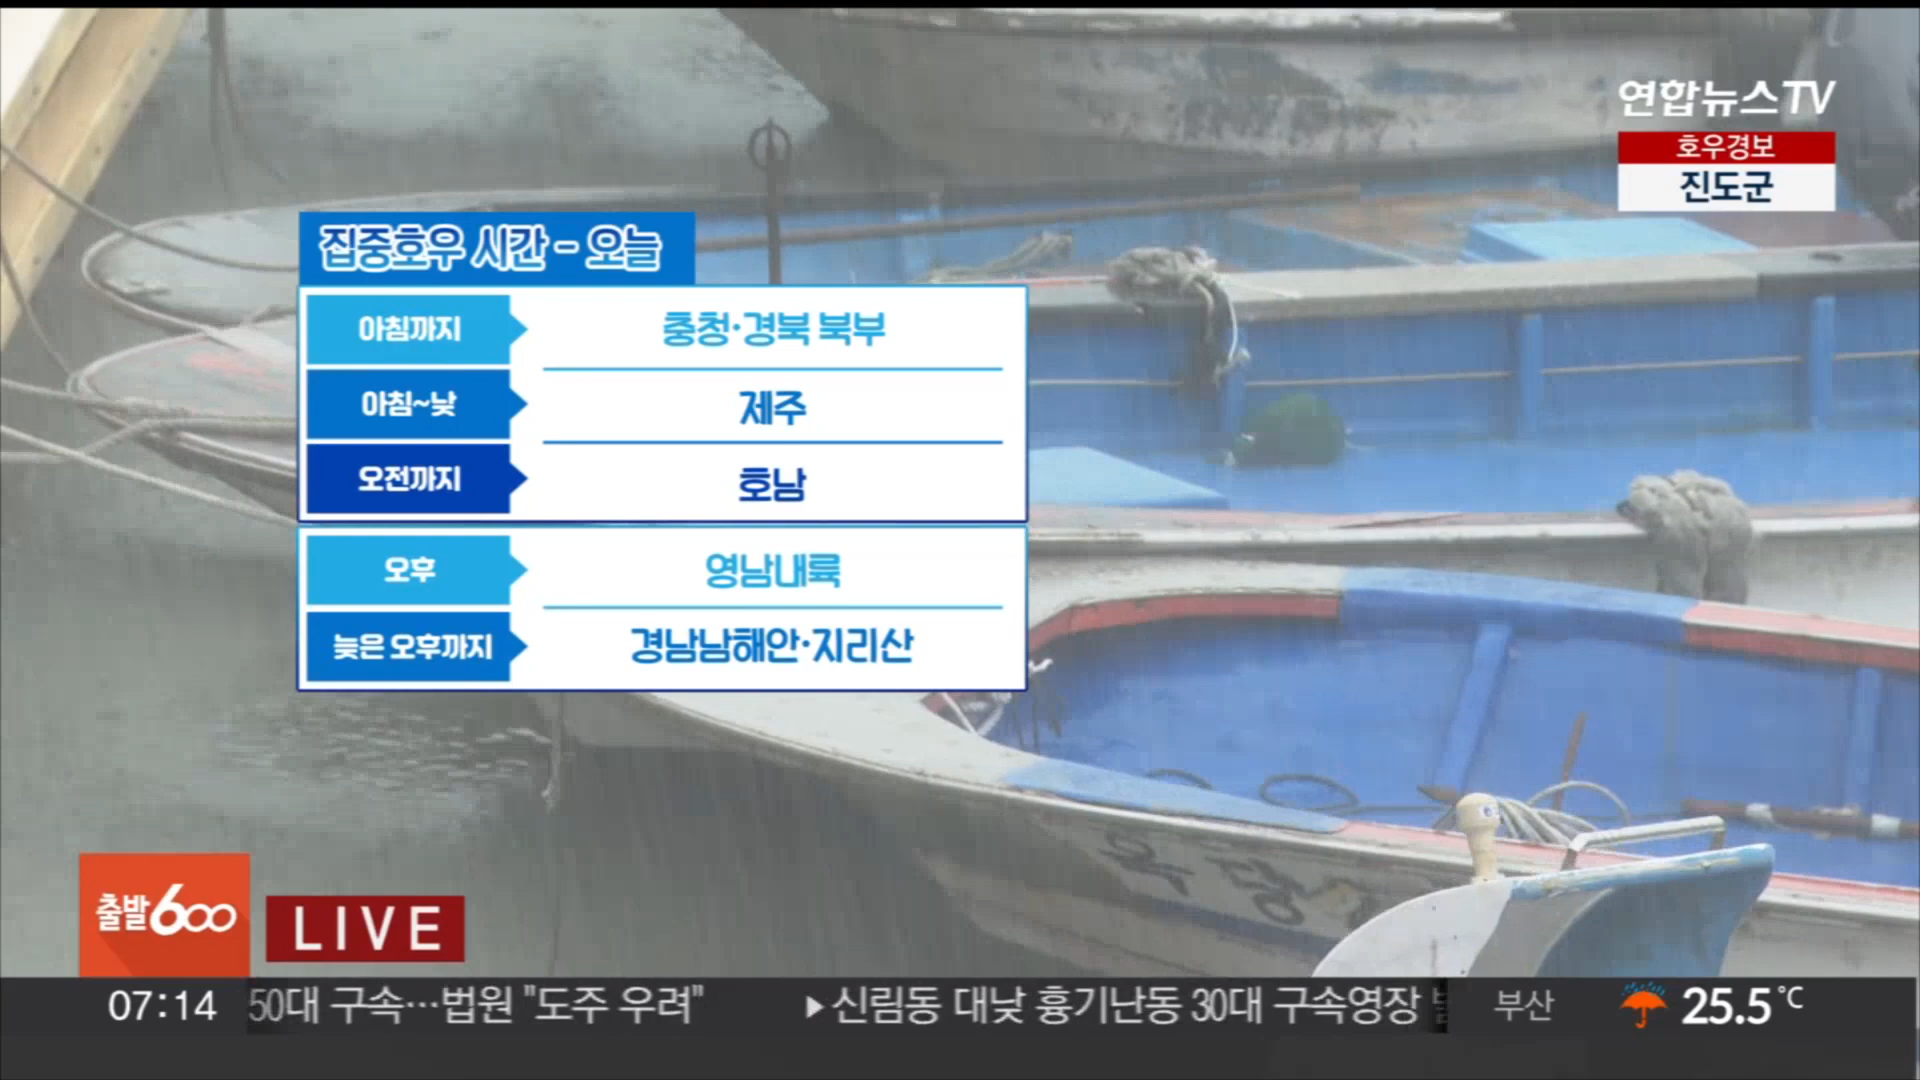 연합뉴스TV
호우경보
진도군
집중호우 시간 - 오늘
아침까지 충청·경북 북부
아침~낮 제주
오전까지 호남
오후 영남내륙
늦은 오후까지 경남남해안·지리산
출발600
LIVE
07:14 50대 구속…법원 "도주 우려" ▶신림동 대낮 흉기난동 30대 구속영장 부산 25.5℃